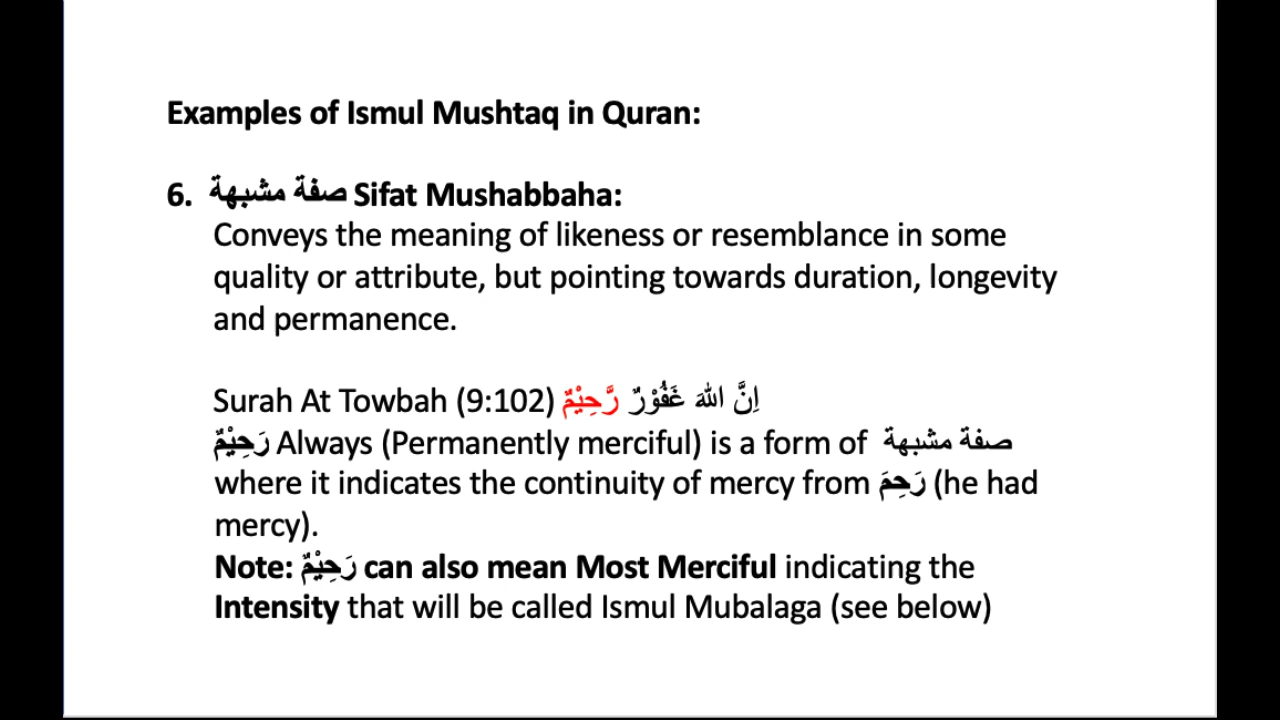 Examples of Ismul Mushtaq in Quran:
6. صفة مشبهة Sifat Mushabbaha:
Conveys the meaning of likeness or resemblance in some
quality or attribute, but pointing towards duration, longevity
and permanence.
Surah At Towbah (9:102) اِنَّ اللهَ غَفُوْرٌ رَّحِيْمٌ
رَحِيْمٌ Always (Permanently merciful) is a form of صفة مشبهة
where it indicates the continuity of mercy from رَحِمَ (he had
mercy).
Note: رَحِيْمٌ can also mean Most Merciful indicating the
Intensity that will be called Ismul Mubalaga (see below)